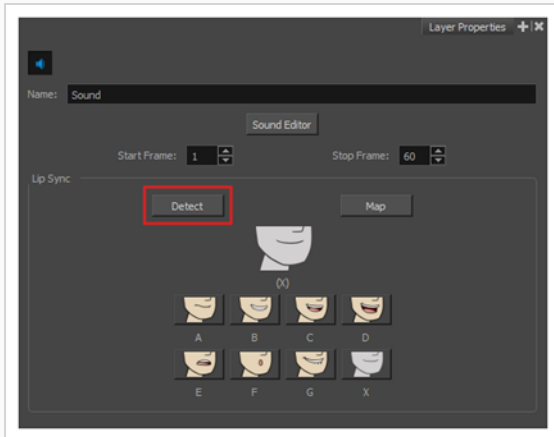 Layer Properties
Name: Sound
Sound Editor
Start Frame: 1 Stop Frame: 60
Lip Sync
Detect Map
(X)
A B C D
E F G X